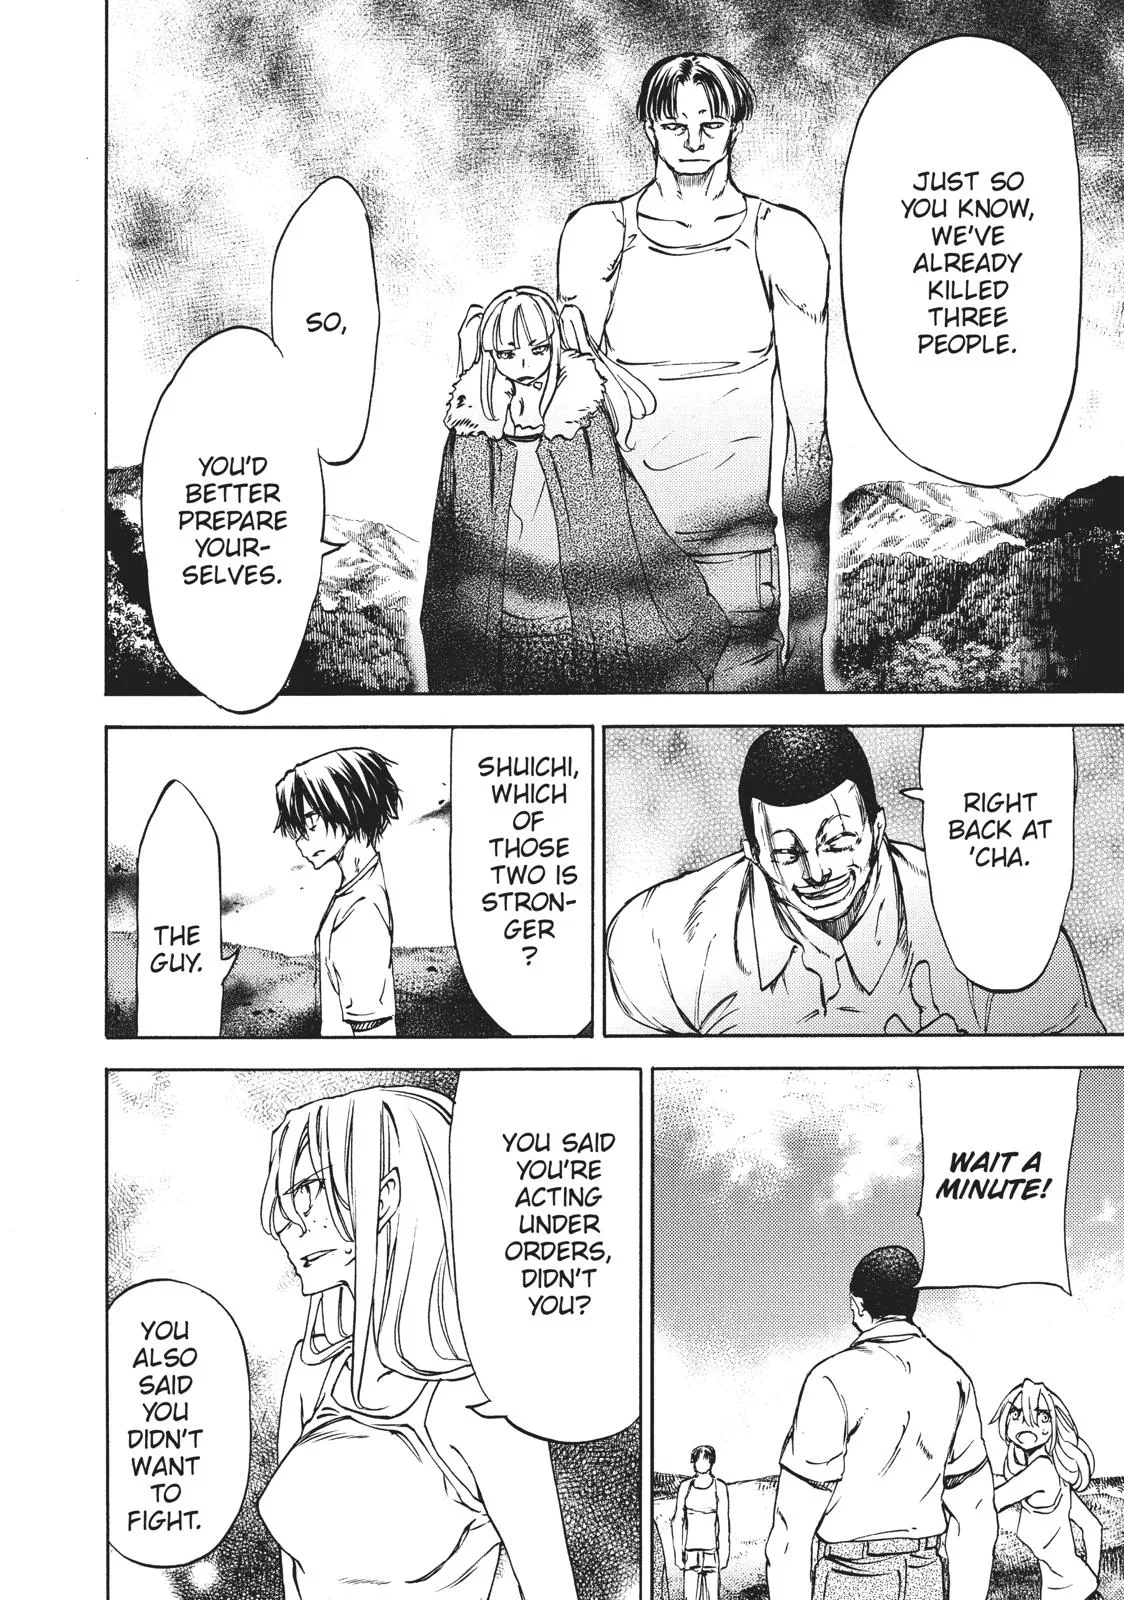 JUST SO
YOU KNOW,
WE'VE
ALREADY
KILLED
THREE
PEOPLE.
SO,
YOU'D
BETTER
PREPARE
YOUR-
SELVES.
RIGHT
BACK AT
'CHA.
SHUICHI,
WHICH
OF
THOSE
TWO IS
STRON-
GER
?
THE
GUY.
WAIT A
MINUTE!
YOU SAID
YOU'RE
ACTING
UNDER
ORDERS,
DIDN'T
YOU?
YOU
ALSO
SAID
YOU
DIDN'T
WANT
TO
FIGHT.